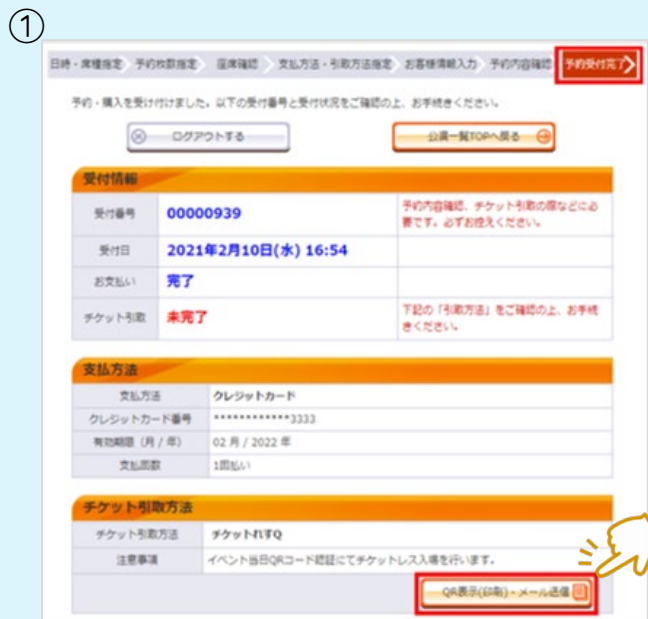 ①
日時・席種指定 予約枚数指定 座席確認 支払方法・引取方法指定 お客様情報入力 予約内容確認 予約受付完了
予約・購入を受け付けました。以下の受付番号と受付状況をご確認の上、お手続きください。
ログアウトする 公演一覧TOPへ戻る
受付情報
受付番号 00000939 予約内容確認、チケット引取の際などに必要です。必ずお控えください。
受付日 2021年2月10日(水) 16:54
お支払い 完了
チケット引取 未完了 下記の「引取方法」をご確認の上、お手続きください。
支払方法
支払方法 クレジットカード
クレジットカード番号 ************3333
有効期限（月 / 年） 02 月 / 2022 年
支払回数 1回払い
チケット引取方法
チケット引取方法 チケットれすQ
注意事項 イベント当日QRコード認証にてチケットレス入場を行います。
QR表示(印刷)・メール送信